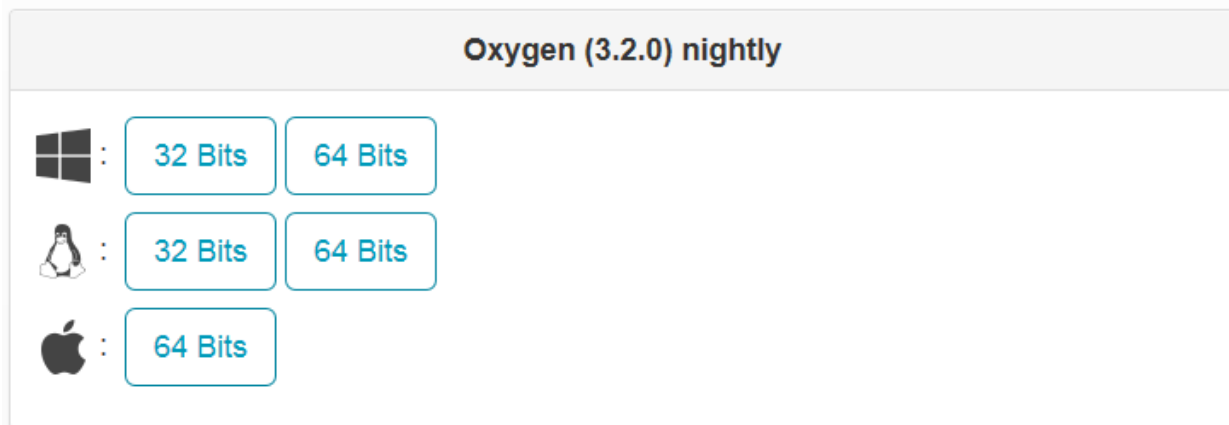 Oxygen (3.2.0) nightly
: 32 Bits 64 Bits
: 32 Bits 64 Bits
: 64 Bits